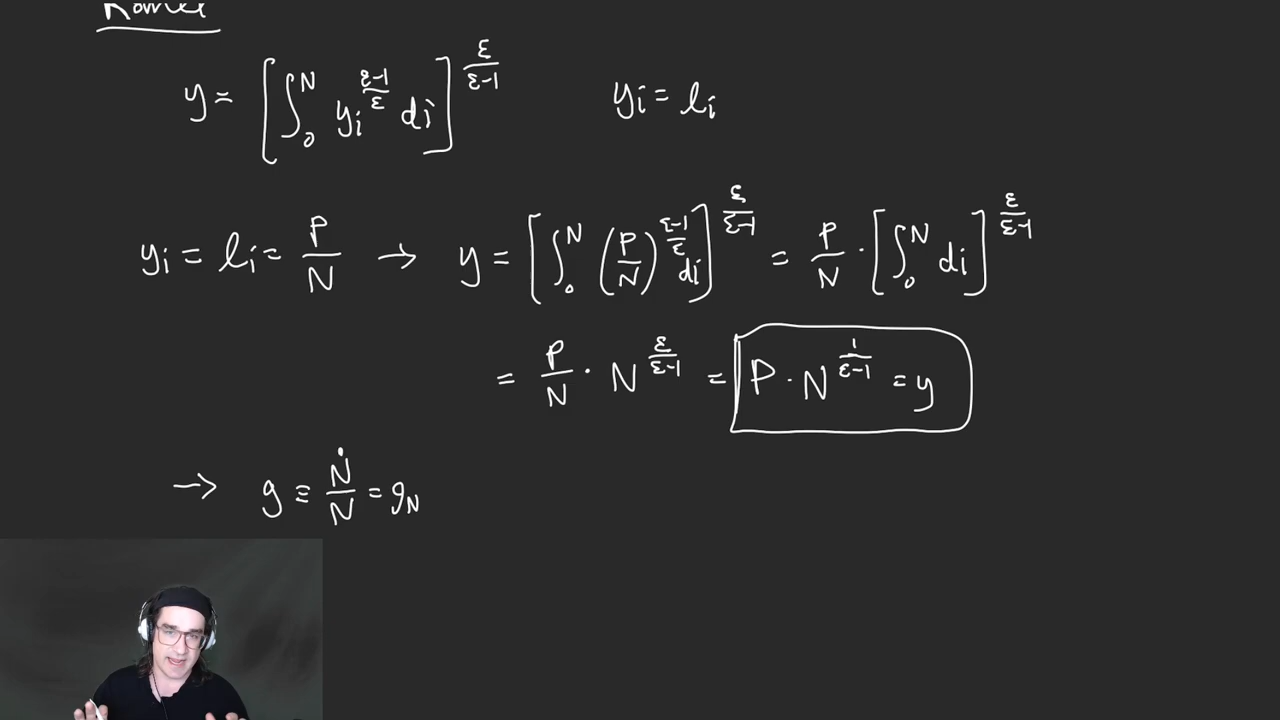 y = [∫₀ᴺ yᵢ^((ε-1)/ε) di]^(ε/(ε-1))    yᵢ = lᵢ
yᵢ = lᵢ = P/N → y = [∫₀ᴺ (P/N)^((ε-1)/ε) di]^(ε/(ε-1)) = P/N · [∫₀ᴺ di]^(ε/(ε-1))
= P/N · N^(ε/(ε-1)) = P · N^(1/(ε-1)) = y
→ g ≡ Ṅ/N = g_N